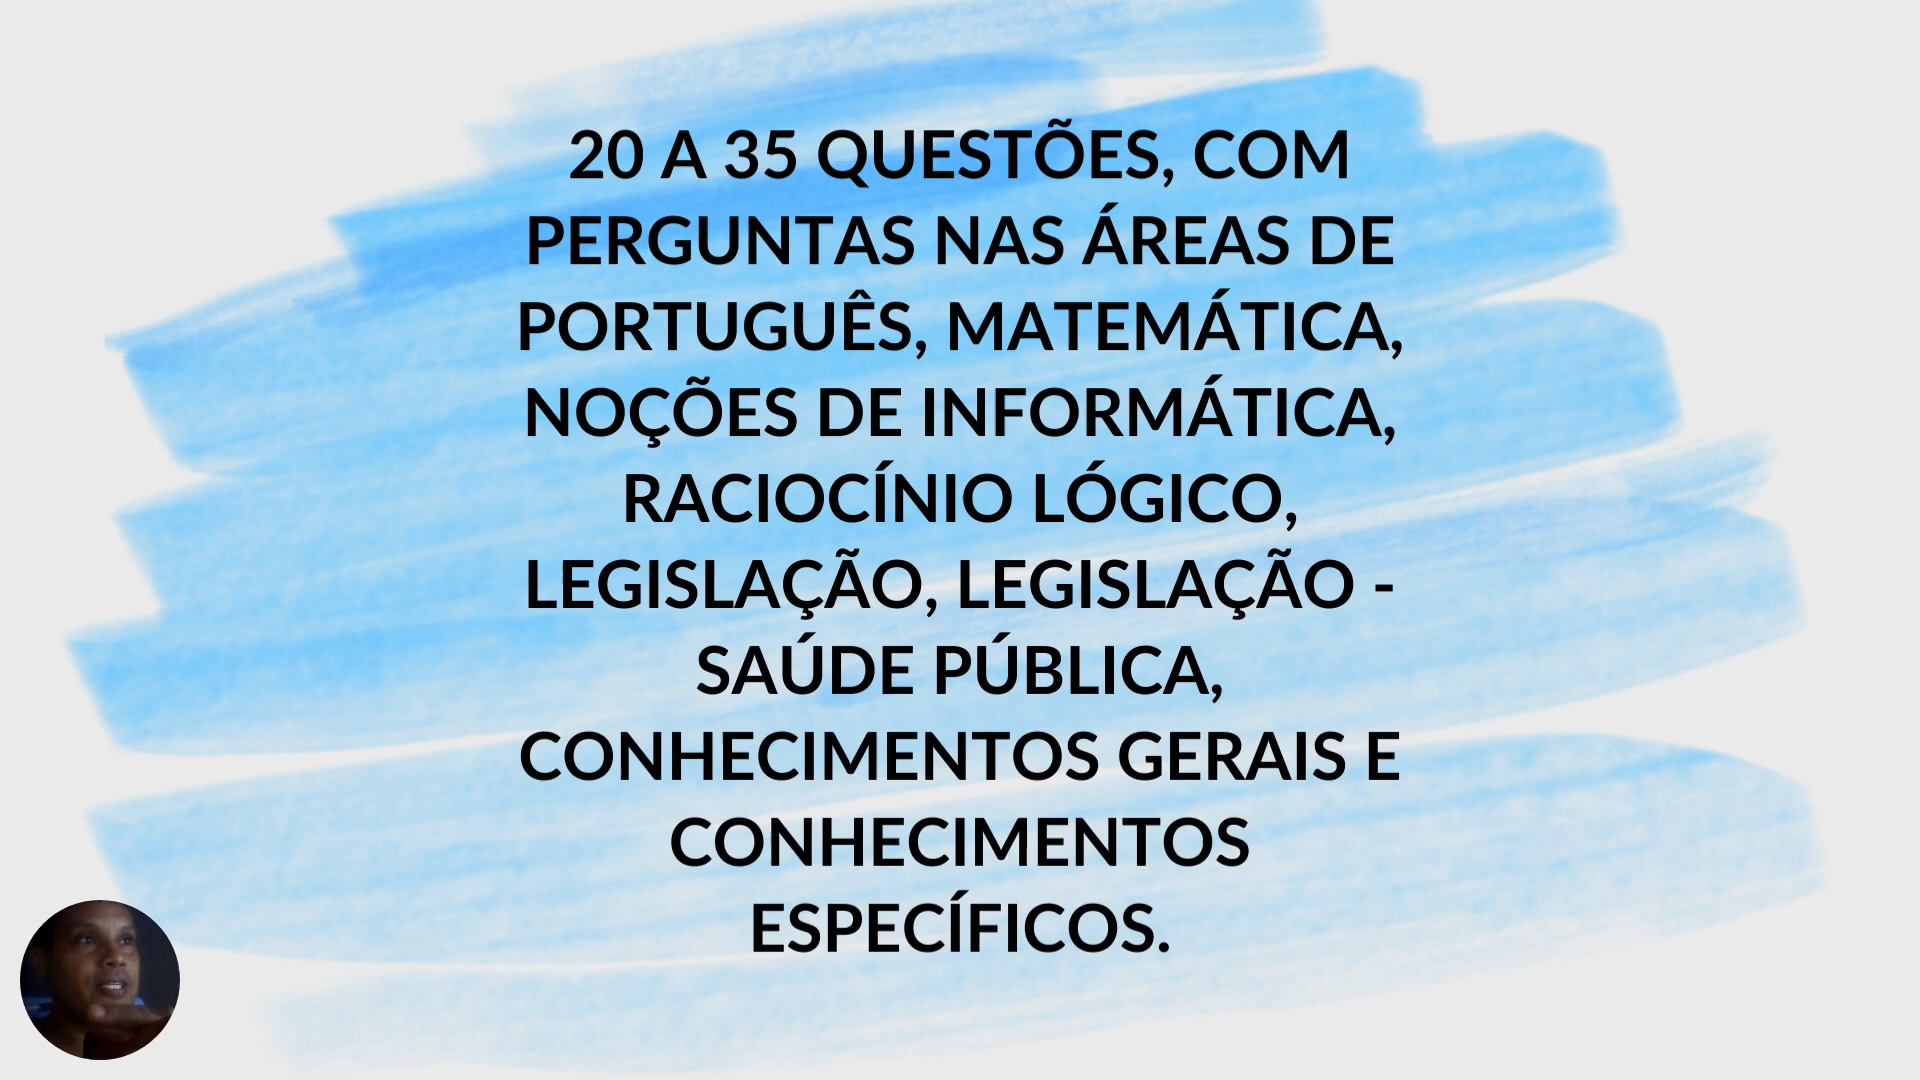 20 A 35 QUESTÕES, COM
PERGUNTAS NAS ÁREAS DE
PORTUGUÊS, MATEMÁTICA,
NOÇÕES DE INFORMÁTICA,
RACIOCÍNIO LÓGICO,
LEGISLAÇÃO, LEGISLAÇÃO -
SAÚDE PÚBLICA,
CONHECIMENTOS GERAIS E
CONHECIMENTOS
ESPECÍFICOS.